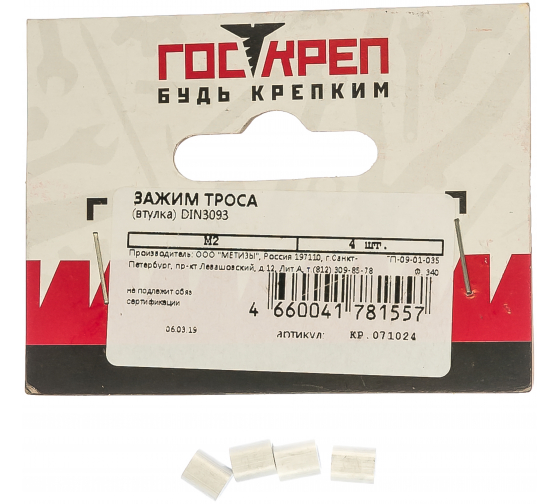 ГОСКРЕП
БУДЬ КРЕПКИМ
ЗАЖИМ ТРОСА
(втулка) DIN3093
М2 4 шт.
Производитель: ООО "МЕТИЗЫ", Россия 197110, г.Санкт- ТП-09-01-035
Петербург, пр-кт Левашовский, д.12, Лит.А, т.(812) 309-85-78 Ф. 340
не подлежит обяз
сертификации
4 660041 781557
06.03.19 артикул: КР.071024